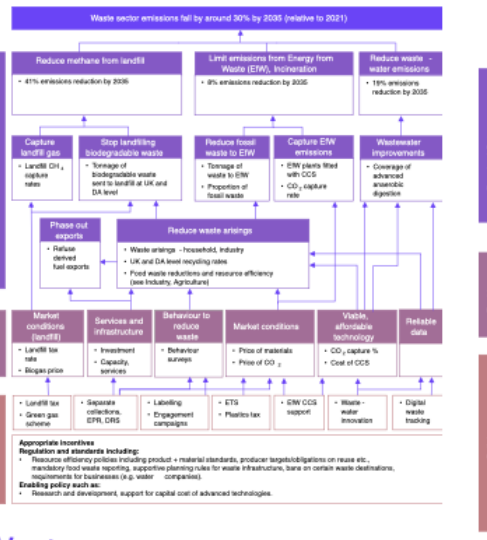 Waste sector emissions fall by around 30% by 2035 (relative to 2021)
Reduce methane from landfill
• 41% emissions reduction by 2035
Limit emissions from Energy from
Waste (EfW), Incineration
• 8% emissions reduction by 2035
Reduce waste -
water emissions
• 19% emissions
reduction by 2035
Capture
landfill gas
• Landfill CH4
capture
rates
Stop landfilling
biodegradable waste
• Tonnage of
biodegradable waste
sent to landfill at UK and
DA level
Reduce fossil
waste to EfW
• Tonnage of
waste to EfW
• Proportion of
fossil waste
Capture EfW
emissions
• EfW plants fitted
with CCS
• CO2 capture
rate
Wastewater
improvements
• Coverage of
advanced
anaerobic
digestion
Phase out
exports
• Refuse
derived
fuel exports
Reduce waste arisings
• Waste arisings - household, industry
• UK and DA level recycling rates
• Food waste reductions and resource efficiency
(see Industry, Agriculture)
Market
conditions
(landfill)
• Landfill tax
rate
• Biogas price
Services and
infrastructure
• Investment
• Capacity,
services
Behaviour to
reduce
waste
• Behaviour
surveys
Market conditions
• Price of materials
• Price of CO2
Viable,
affordable
technology
• CO2 capture %
• Cost of CCS
Reliable
data
• Landfill tax
• Green gas
scheme
• Separate
collections,
EPR, DRS
• Labelling
• Engagement
campaigns
• ETS
• Plastics tax
• EfW CCS
support
• Waste -
water
innovation
• Digital
waste
tracking
Appropriate incentives
Regulation and standards including:
• Resource efficiency policies including product + material standards, producer targets/obligations on reuse etc.,
mandatory food waste reporting, supportive planning rules for waste infrastructure, bans on certain waste destinations,
requirements for businesses (e.g. water companies).
Enabling policy such as:
• Research and development, support for capital cost of advanced technologies.